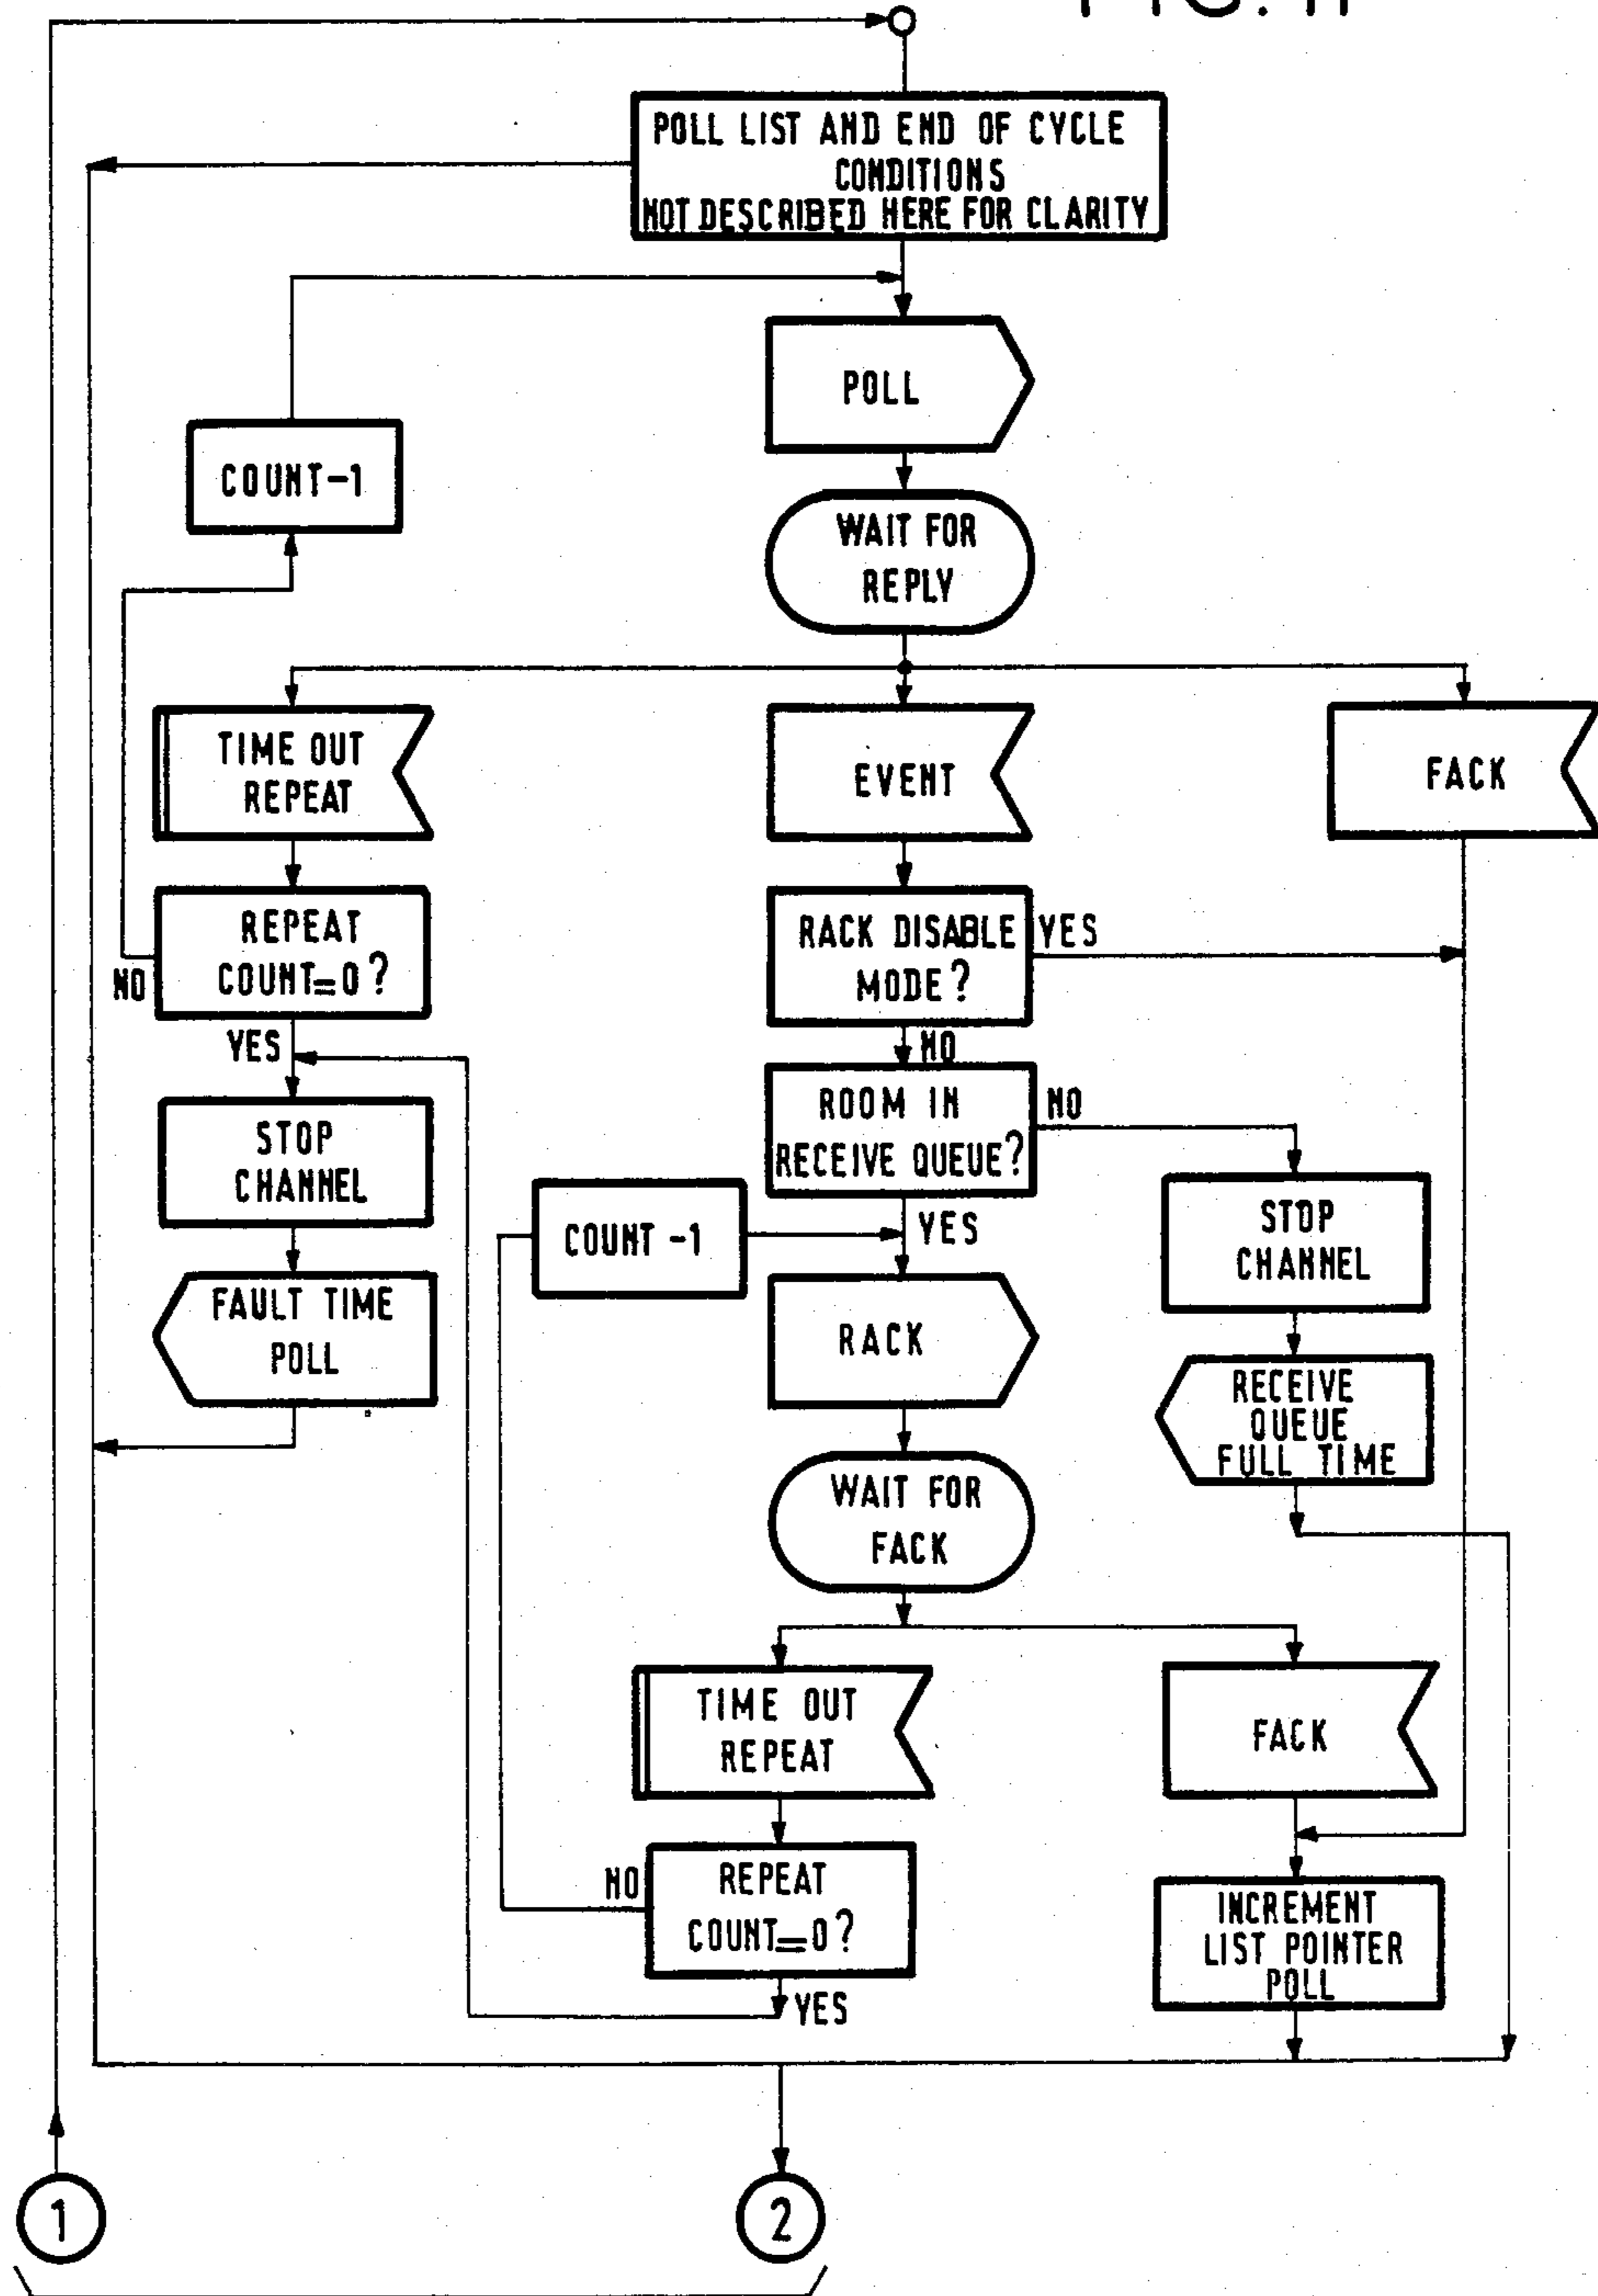 POLL LIST AND END OF CYCLE
CONDITIONS
NOT DESCRIBED HERE FOR CLARITY
POLL
COUNT-1
WAIT FOR
REPLY
TIME OUT
REPEAT
EVENT
FACK
REPEAT
COUNT=0?
NO
YES
RACK DISABLE
MODE?
YES
NO
ROOM IN
RECEIVE QUEUE?
NO
YES
STOP
CHANNEL
COUNT -1
STOP
CHANNEL
FAULT TIME
POLL
RACK
RECEIVE
QUEUE
FULL TIME
WAIT FOR
FACK
TIME OUT
REPEAT
FACK
NO
REPEAT
COUNT=0?
YES
INCREMENT
LIST POINTER
POLL
1
2